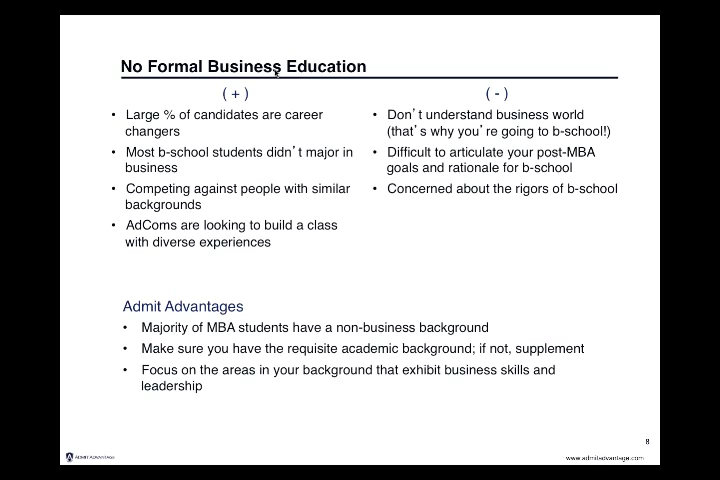 No Formal Business Education
( + )
• Large % of candidates are career
changers
• Most b-school students didn’t major in
business
• Competing against people with similar
backgrounds
• AdComs are looking to build a class
with diverse experiences
( - )
• Don’t understand business world
(that’s why you’re going to b-school!)
• Difficult to articulate your post-MBA
goals and rationale for b-school
• Concerned about the rigors of b-school
Admit Advantages
• Majority of MBA students have a non-business background
• Make sure you have the requisite academic background; if not, supplement
• Focus on the areas in your background that exhibit business skills and
leadership
8
ADMIT ADVANTAGE
www.admitadvantage.com